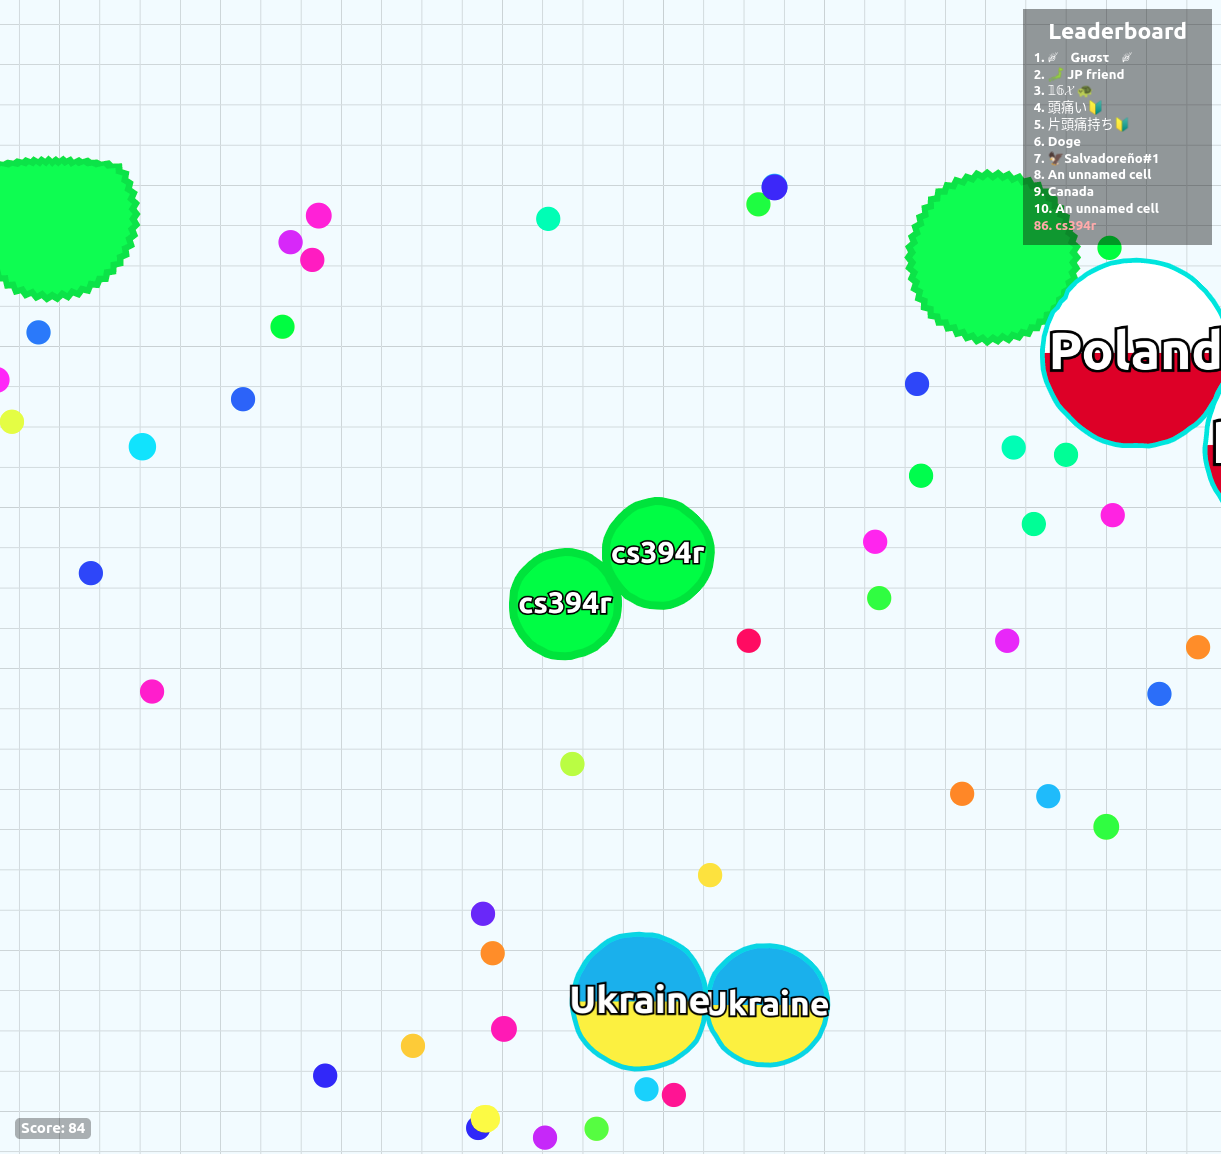 Leaderboard
1. Gʜσsτ
2. JP friend
3. 𝟙𝟞.ℓ 🐢
4. 頭痛い🔰
5. 片頭痛持ち🔰
6. Doge
7. 🦅Salvadoreño#1
8. An unnamed cell
9. Canada
10. An unnamed cell
86. cs394r
Poland
cs394r
cs394r
Ukraine
Ukraine
Score: 84